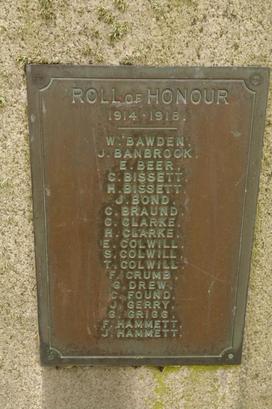 ROLL OF HONOUR
1914 - 1918.
W. BAWDEN.
J. BANBROOK.
E. BEER.
C. BISSETT.
H. BISSETT.
J. BOND.
C. BRAUND.
C. CLARKE.
H. CLARKE.
E. COLWILL.
S. COLWILL.
T. COLWILL.
F. CRUMB.
G. DREW.
C. FOUND.
J. GERRY.
S. GRIGG.
F. HAMMETT.
J. HAMMETT.